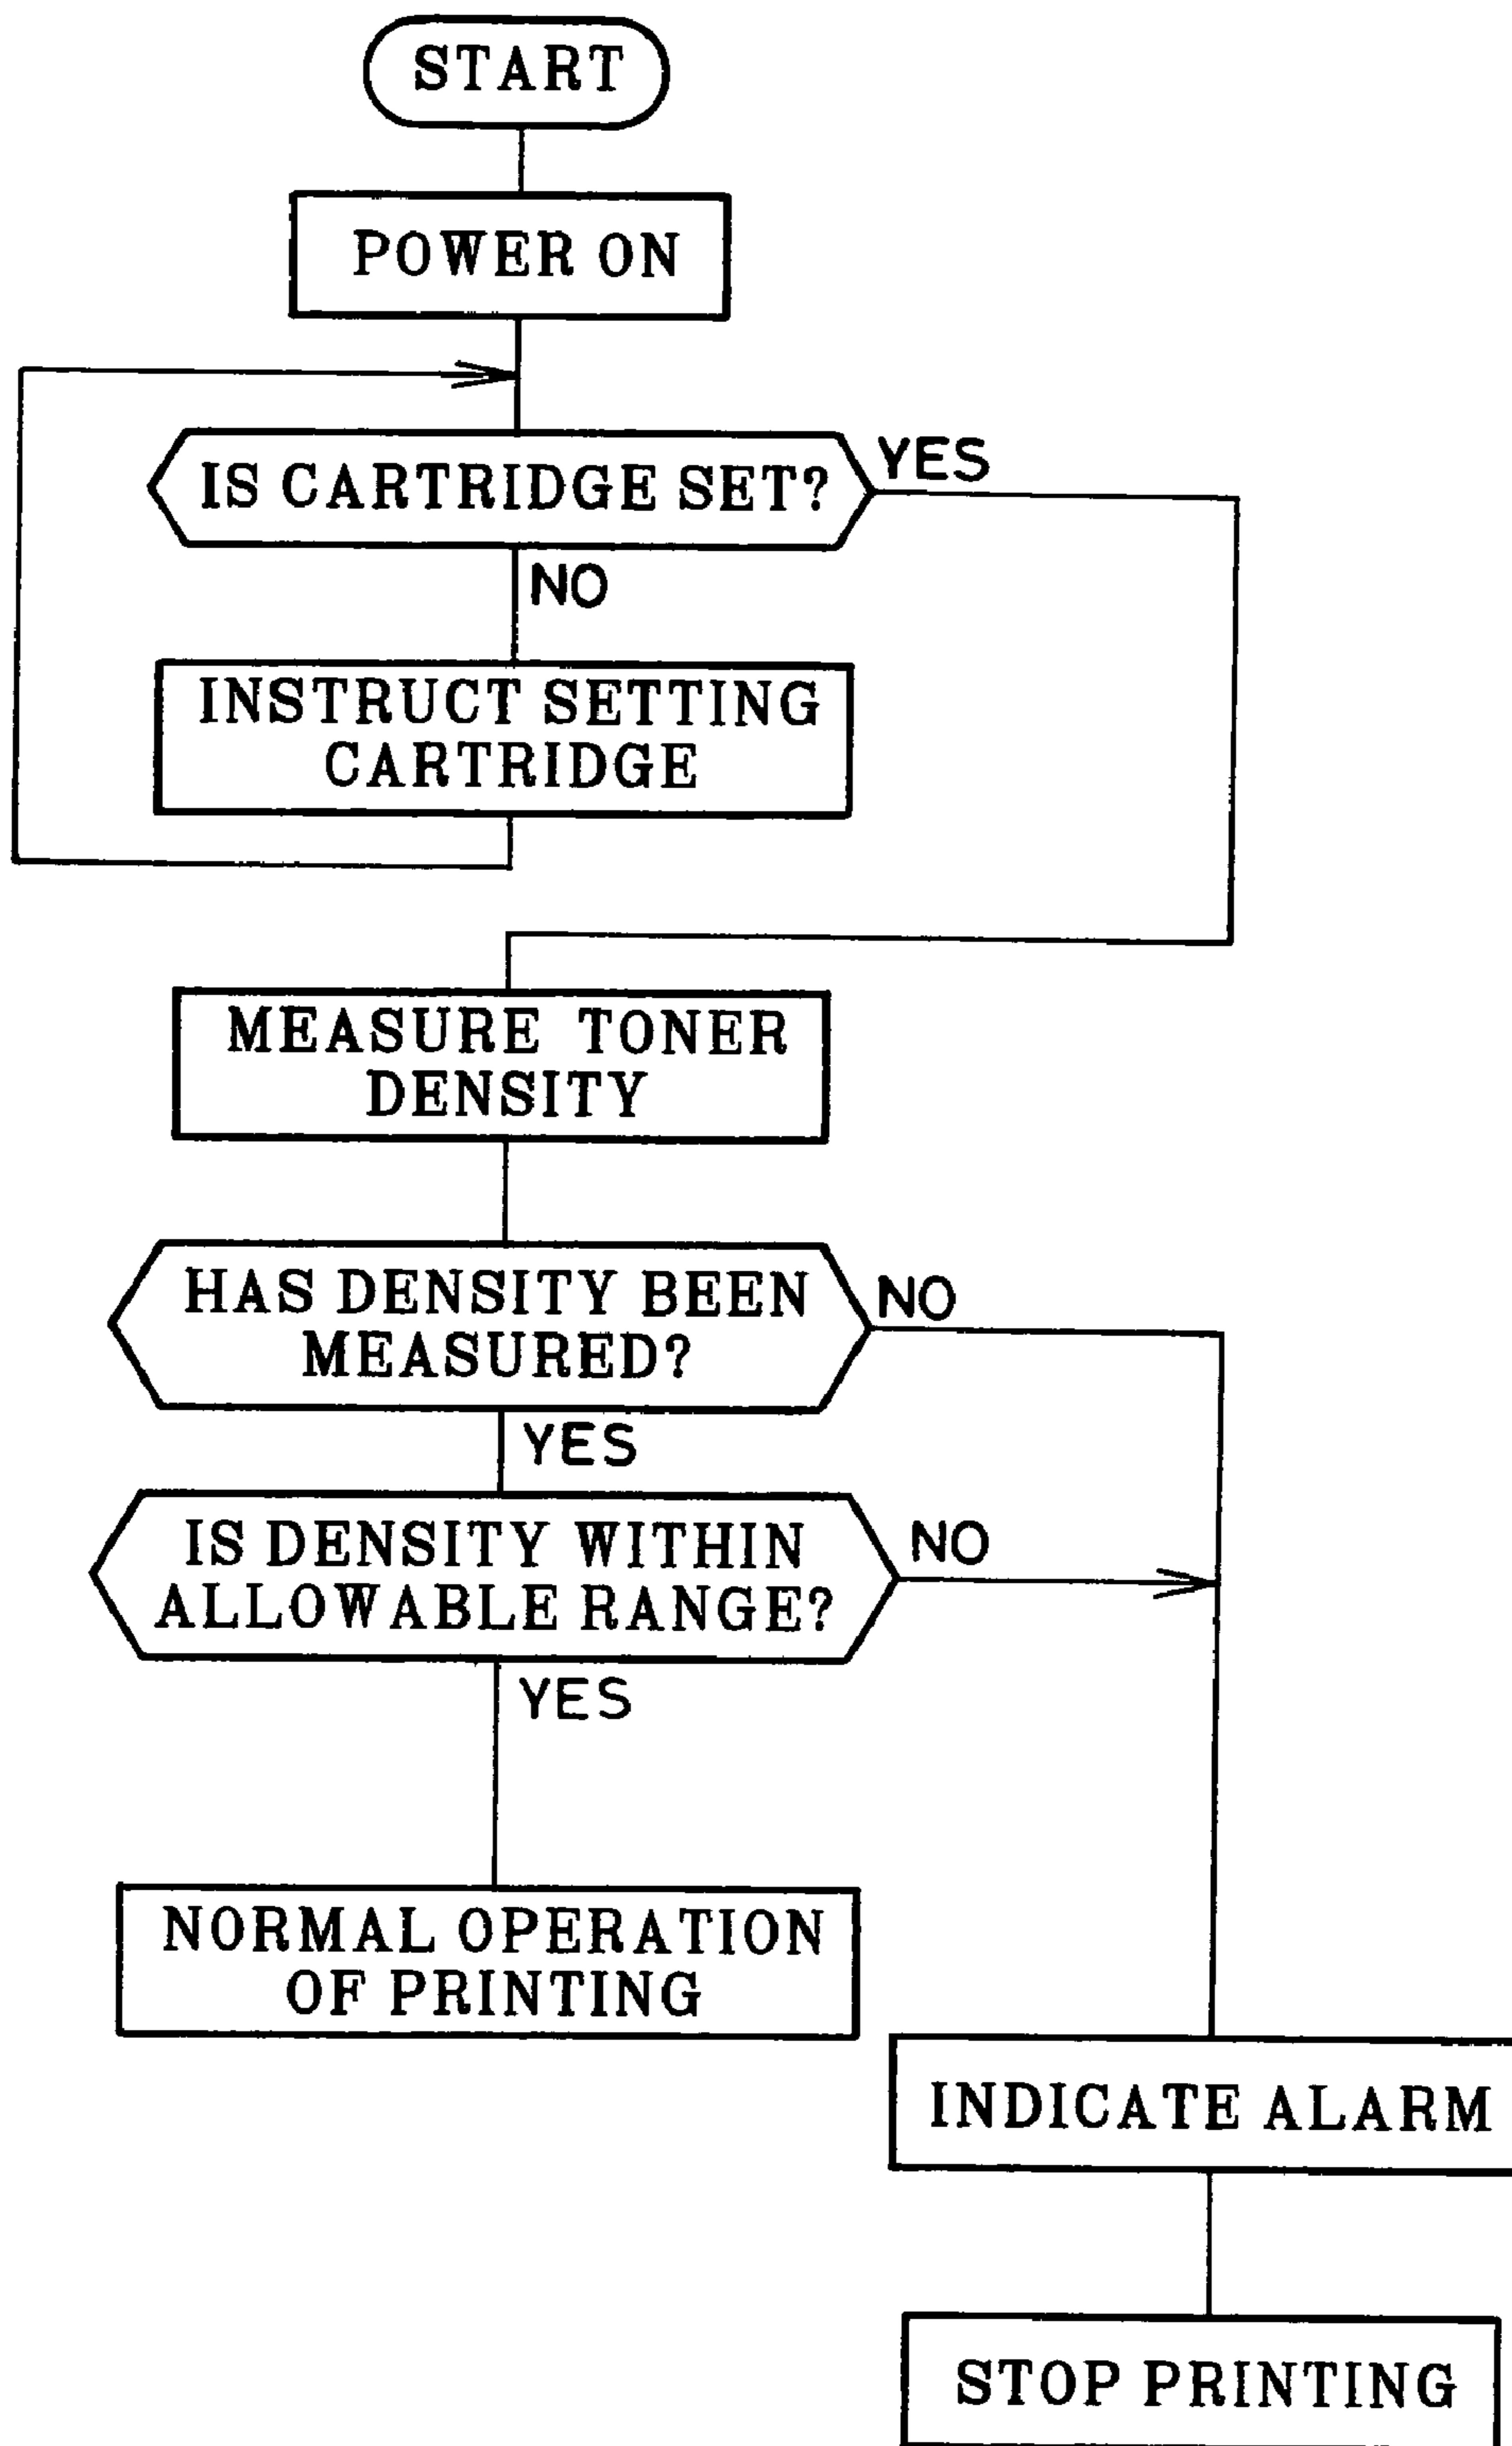 START
POWER ON
IS CARTRIDGE SET?
YES
NO
INSTRUCT SETTING
CARTRIDGE
MEASURE TONER
DENSITY
HAS DENSITY BEEN
MEASURED?
NO
YES
IS DENSITY WITHIN
ALLOWABLE RANGE?
NO
YES
NORMAL OPERATION
OF PRINTING
INDICATE ALARM
STOP PRINTING